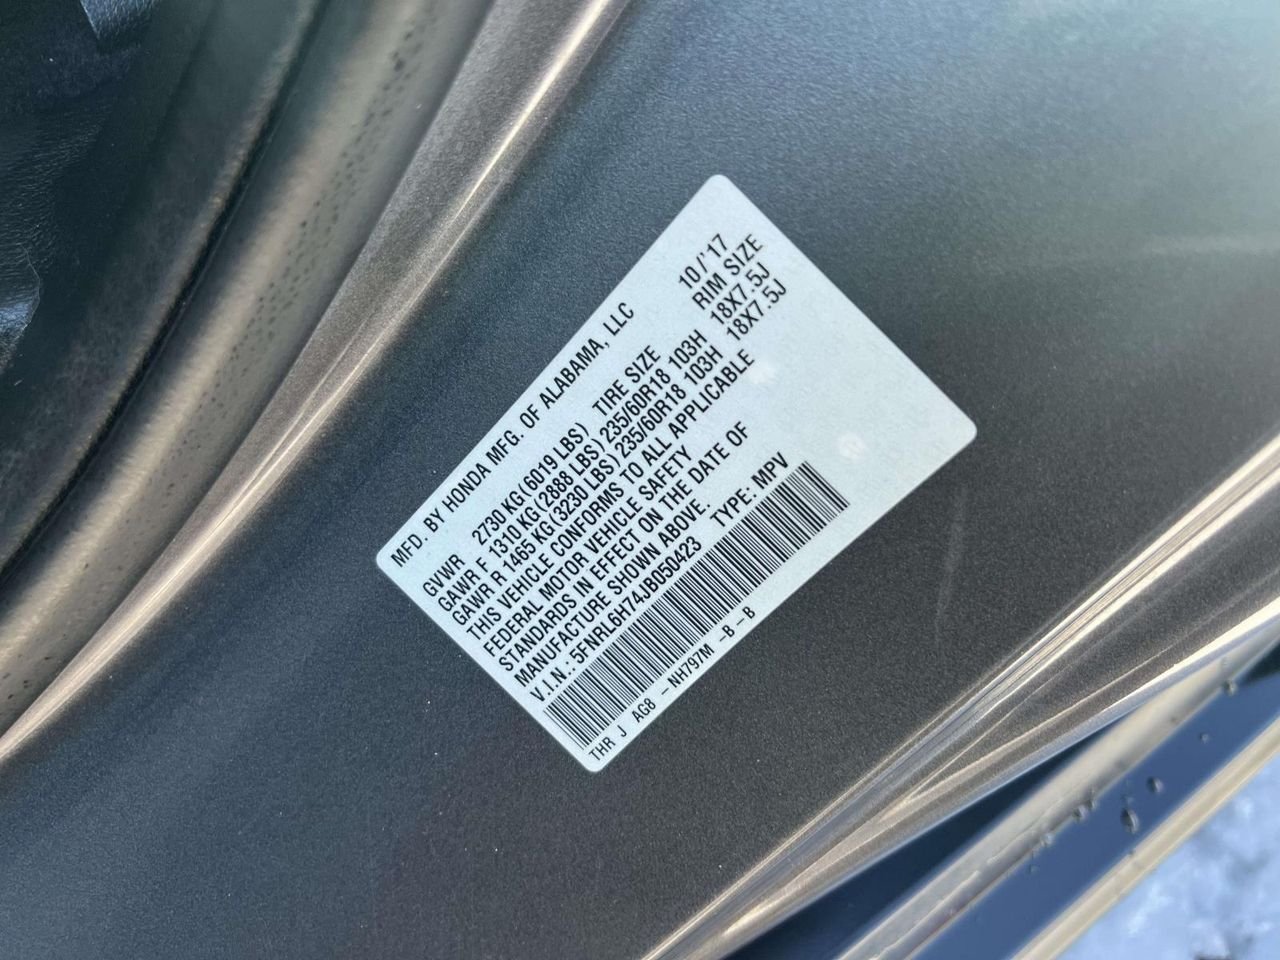 MFD. BY HONDA MFG. OF ALABAMA, LLC 10/'17
GVWR 2730 KG (6019 LBS) TIRE SIZE RIM SIZE
GAWR F 1310 KG (2888 LBS) 235/60R18 103H 18X7.5J
GAWR R 1465 KG (3230 LBS) 235/60R18 103H 18X7.5J
THIS VEHICLE CONFORMS TO ALL APPLICABLE
FEDERAL MOTOR VEHICLE SAFETY
STANDARDS IN EFFECT ON THE DATE OF
MANUFACTURE SHOWN ABOVE.
V.I.N.: 5FNRL6H74JB050423 TYPE: MPV
THR J AG8 -NH797M -B-B